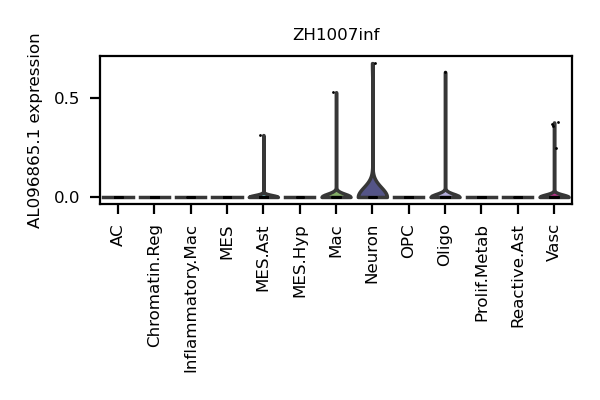 ZH1007inf
AL096865.1 expression
0.5
0.0
AC
Chromatin.Reg
Inflammatory.Mac
MES
MES.Ast
MES.Hyp
Mac
Neuron
OPC
Oligo
Prolif.Metab
Reactive.Ast
Vasc